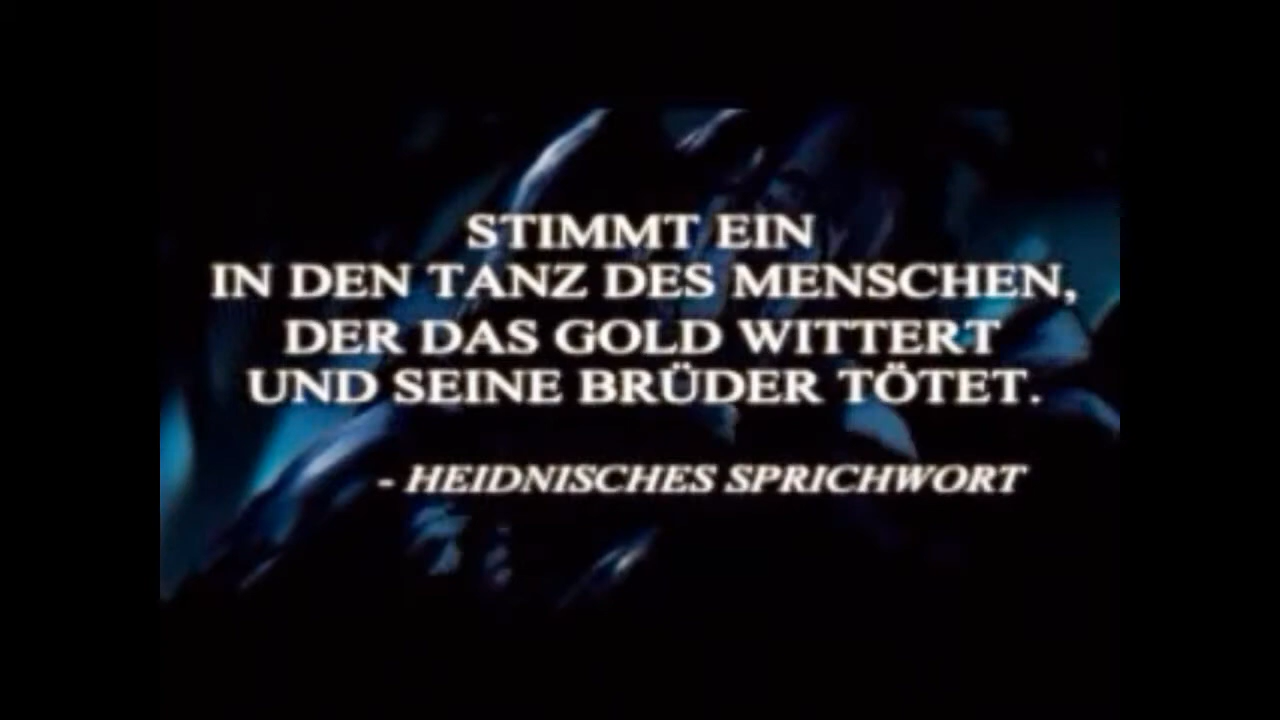 STIMMT EIN
IN DEN TANZ DES MENSCHEN,
DER DAS GOLD WITTERT
UND SEINE BRÜDER TÖTET.
- HEIDNISCHES SPRICHWORT